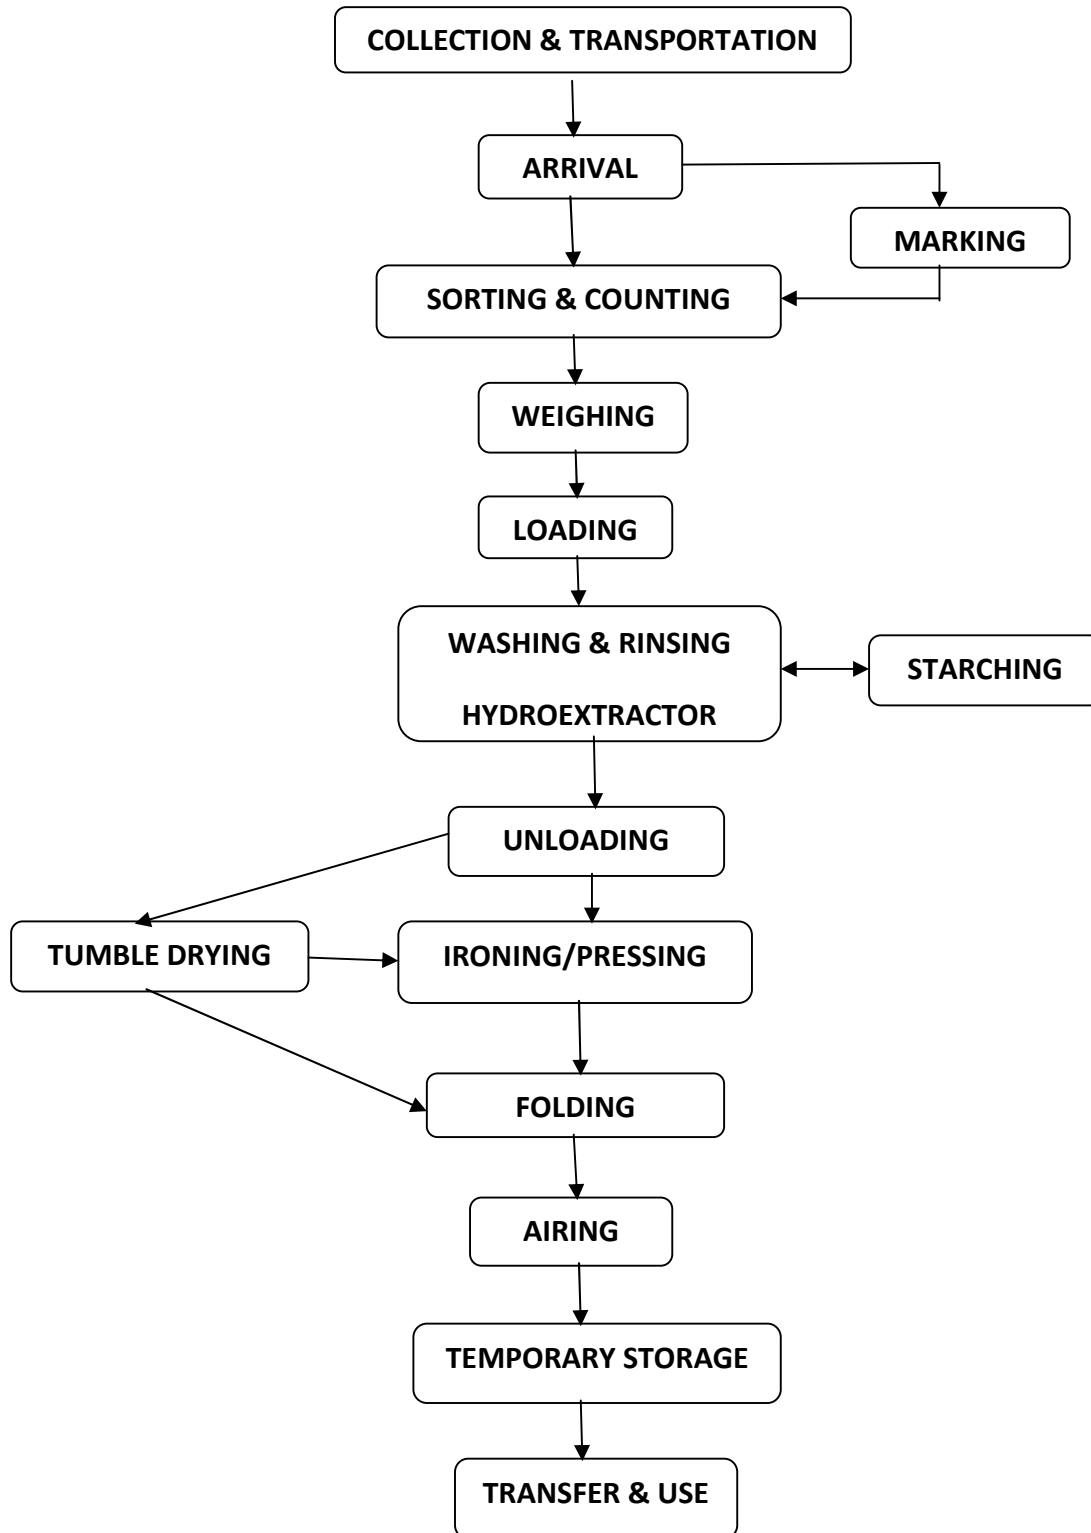 COLLECTION & TRANSPORTATION
ARRIVAL
MARKING
SORTING & COUNTING
WEIGHING
LOADING
WASHING & RINSING
HYDROEXTRACTOR
STARCHING
UNLOADING
TUMBLE DRYING
IRONING/PRESSING
FOLDING
AIRING
TEMPORARY STORAGE
TRANSFER & USE